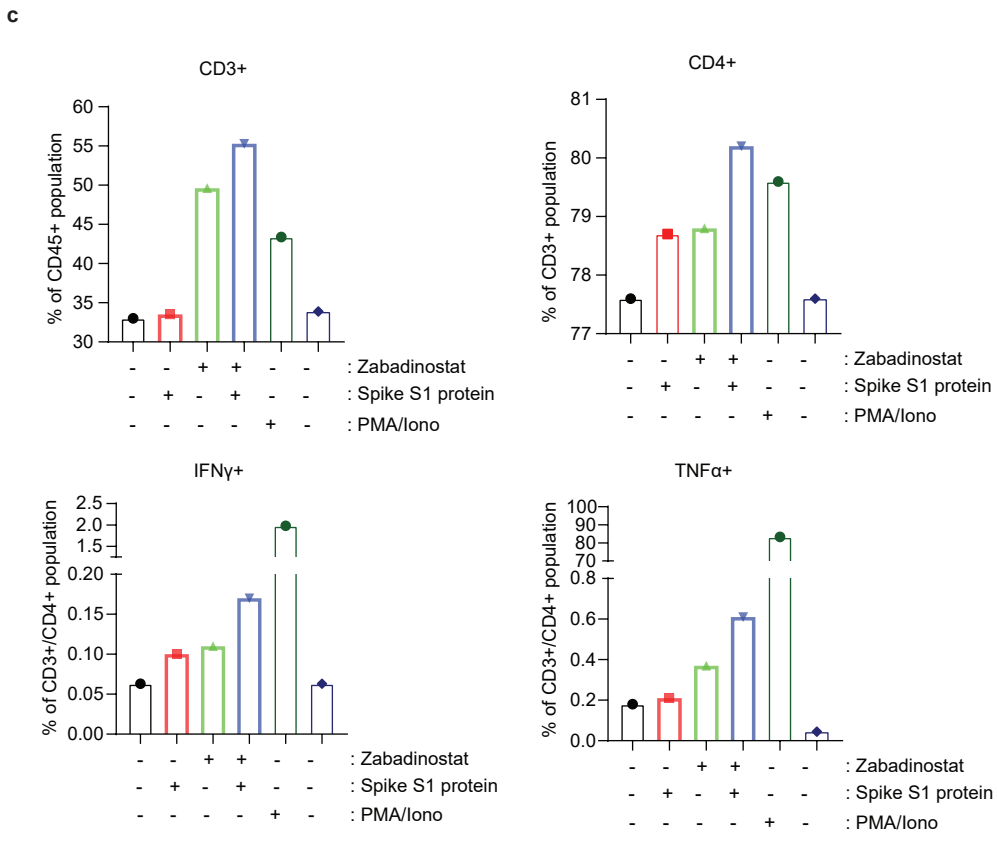 c
CD3+
% of CD45+ population
60
55
50
45
40
35
30
- - + + - - : Zabadinostat
- + - + - - : Spike S1 protein
- - - - + - : PMA/Iono
CD4+
% of CD3+ population
81
80
79
78
77
- - + + - - : Zabadinostat
- + - + - - : Spike S1 protein
- - - - + - : PMA/Iono
IFNγ+
% of CD3+/CD4+ population
2.5
2.0
1.5
0.20
0.15
0.10
0.05
0.00
- - + + - - : Zabadinostat
- + - + - - : Spike S1 protein
- - - - + - : PMA/Iono
TNFα+
% of CD3+/CD4+ population
100
90
80
70
0.8
0.6
0.4
0.2
0.0
- - + + - - : Zabadinostat
- + - + - - : Spike S1 protein
- - - - + - : PMA/Iono